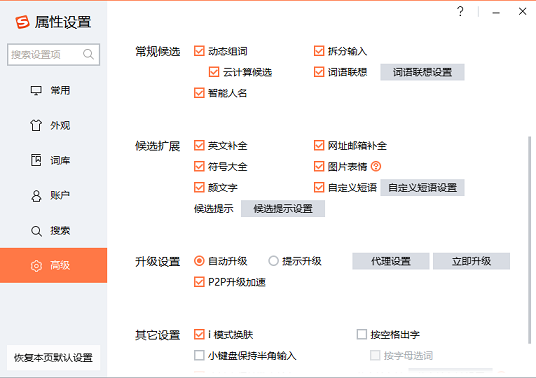 属性设置
?
搜索设置项
常用
外观
词库
账户
搜索
高级
恢复本页默认设置
常规候选 动态组词 拆分输入
云计算候选 词语联想 词语联想设置
智能人名
候选扩展 英文补全 网址邮箱补全
符号大全 图片表情 ?
颜文字 自定义短语 自定义短语设置
候选提示 候选提示设置
升级设置 自动升级 提示升级 代理设置 立即升级
P2P升级加速
其它设置 i 模式换肤 按空格出字
小键盘保持半角输入 按字母选词